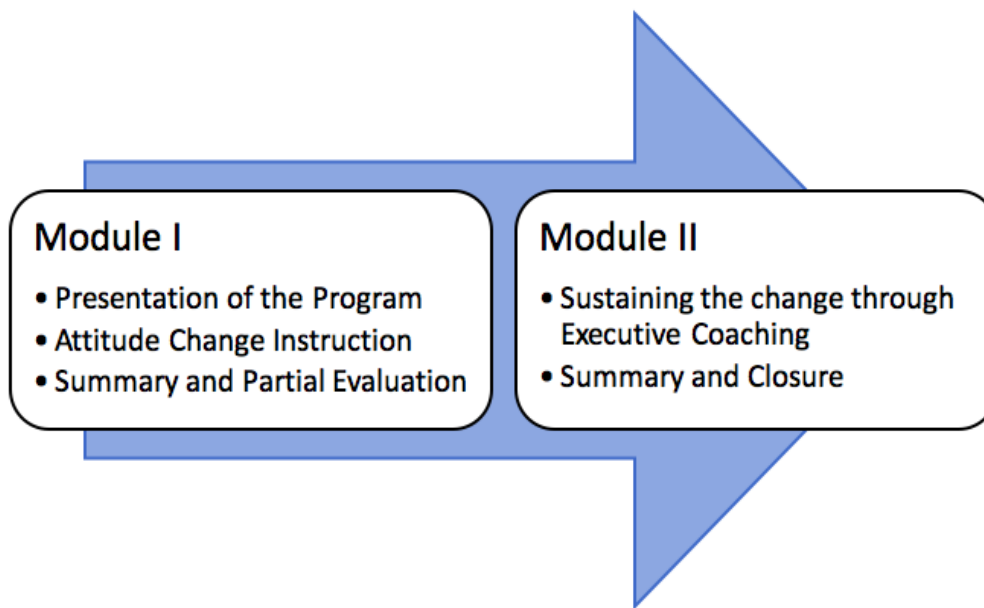 Module I
• Presentation of the Program
• Attitude Change Instruction
• Summary and Partial Evaluation
Module II
• Sustaining the change through
Executive Coaching
• Summary and Closure